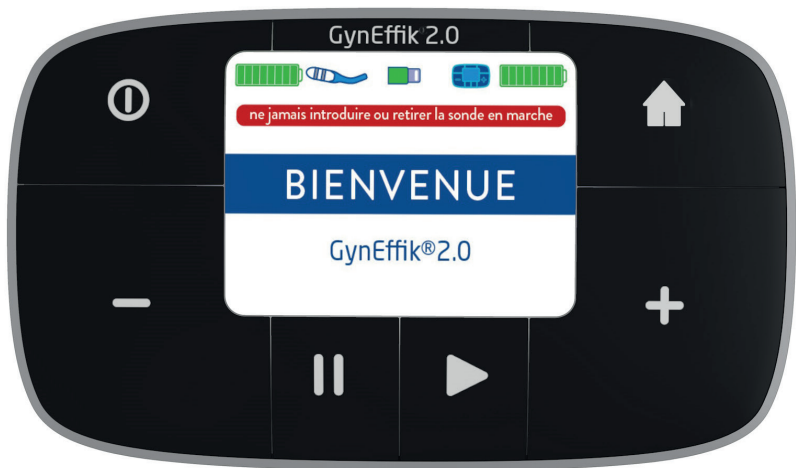 GynEffik 2.0
ne jamais introduire ou retirer la sonde en marche
BIENVENUE
GynEffik®2.0